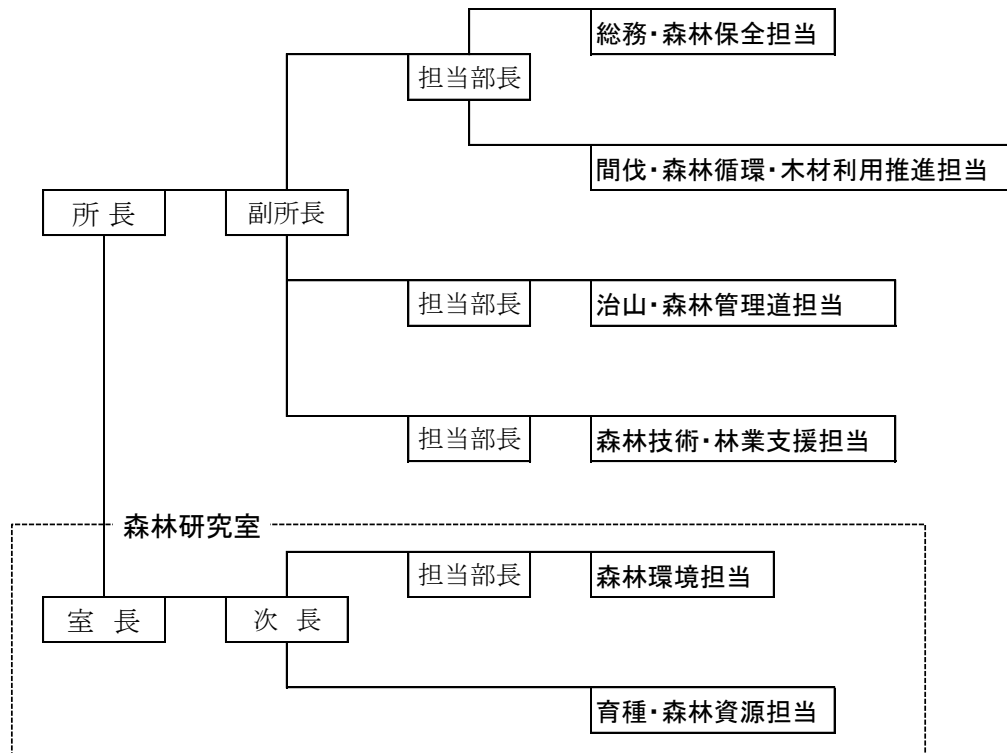 総務・森林保全担当
担当部長
間伐・森林循環・木材利用推進担当
所 長
副所長
担当部長
治山・森林管理道担当
担当部長
森林技術・林業支援担当
森林研究室
担当部長
森林環境担当
室 長
次 長
育種・森林資源担当